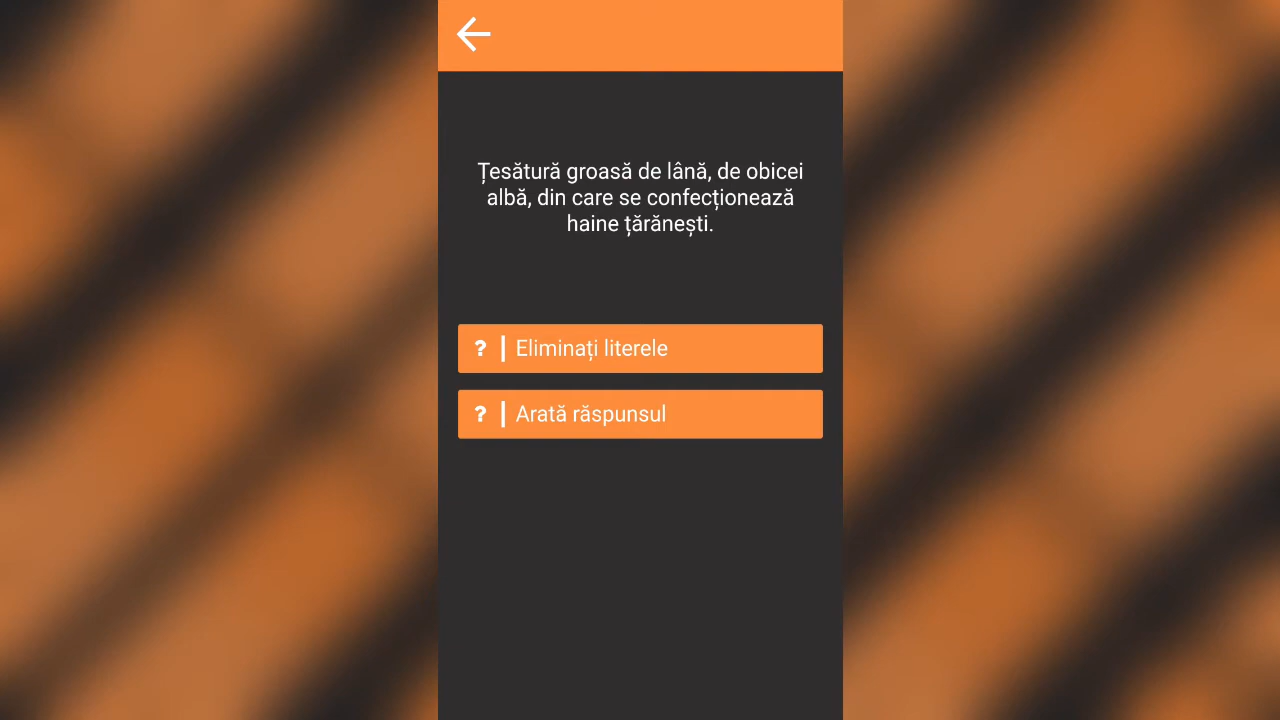 Țesătură groasă de lână, de obicei
albă, din care se confecționează
haine țărănești.
? | Eliminați literele
? | Arată răspunsul